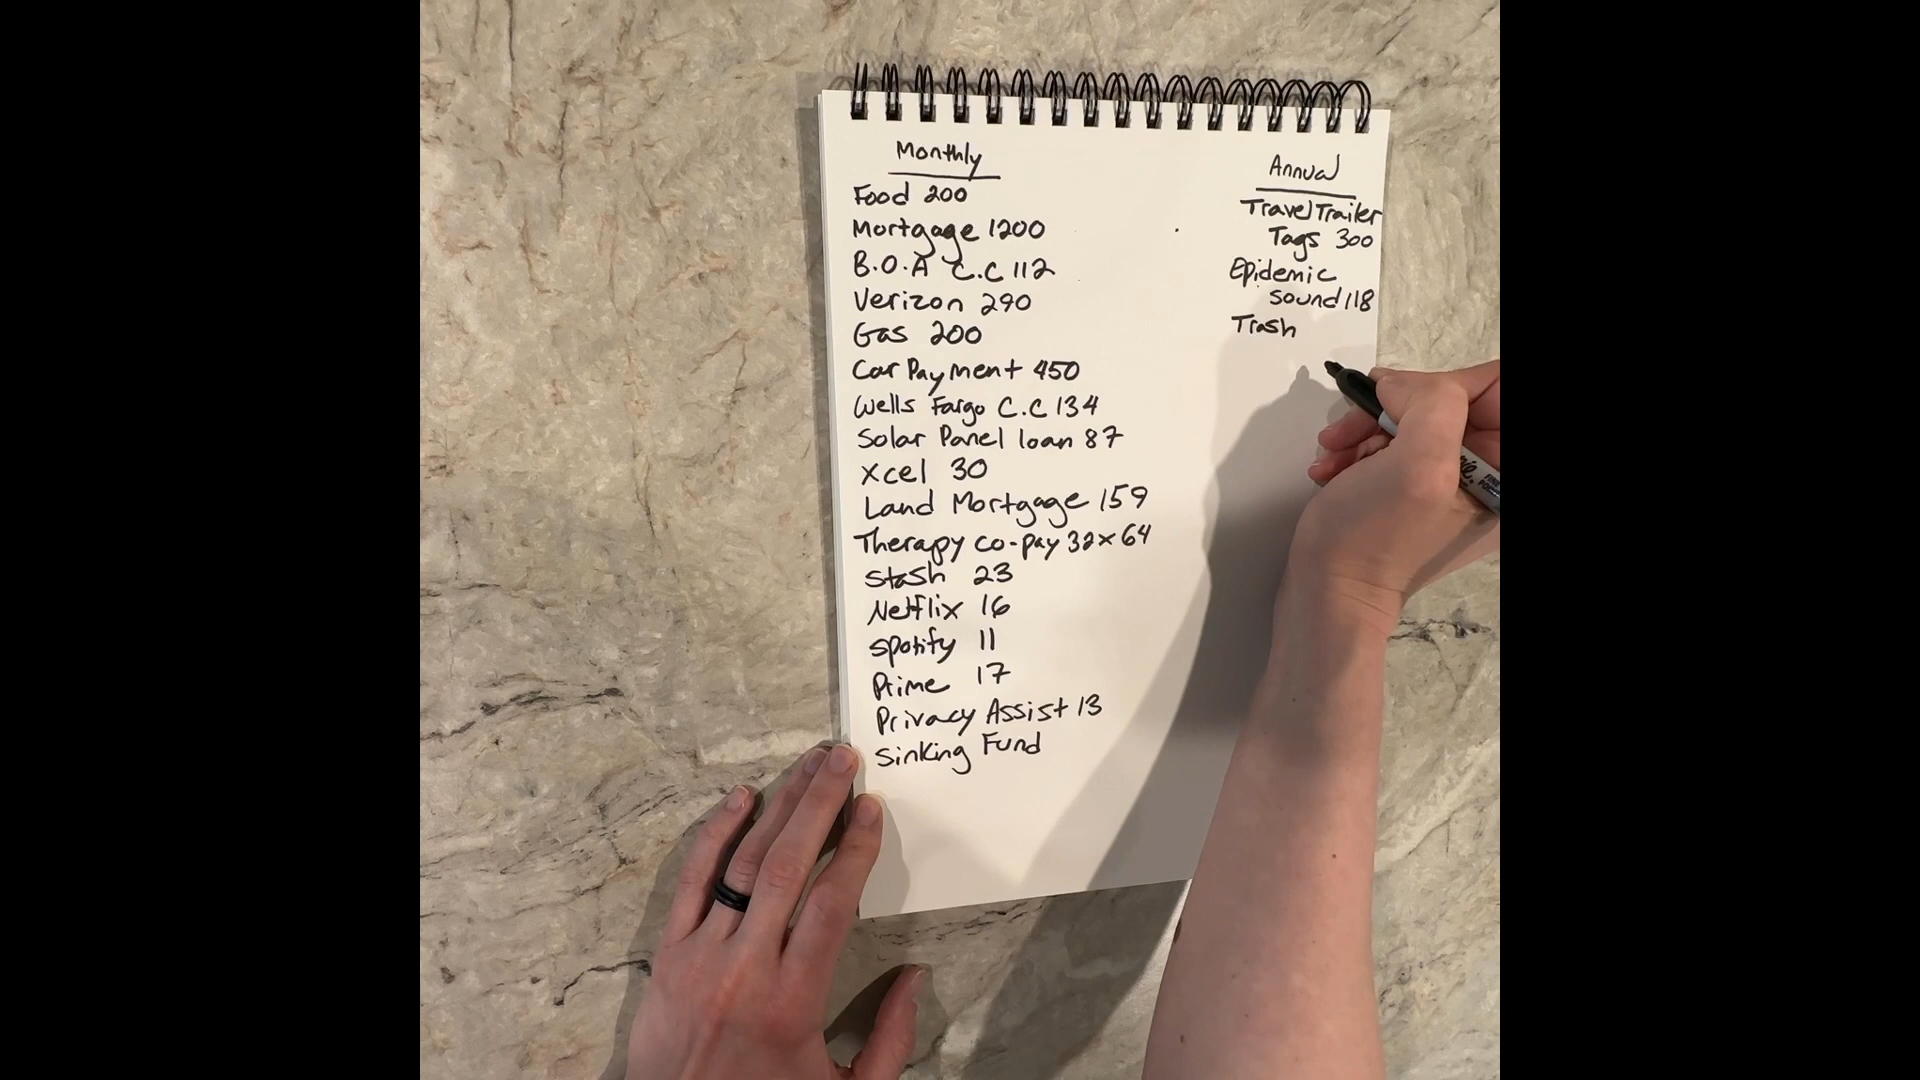 Monthly
Food 200
Mortgage 1200
B.O.A C.C 112
Verizon 290
Gas 200
Car Payment 450
Wells Fargo C.C 134
Solar Panel loan 87
Xcel 30
Land Mortgage 159
Therapy co-pay 32x64
Stash 23
Netflix 16
Spotify 11
Prime 17
Privacy Assist 13
Sinking Fund
Annual
Travel Trailer
Tags 300
Epidemic
Sound 118
Trash